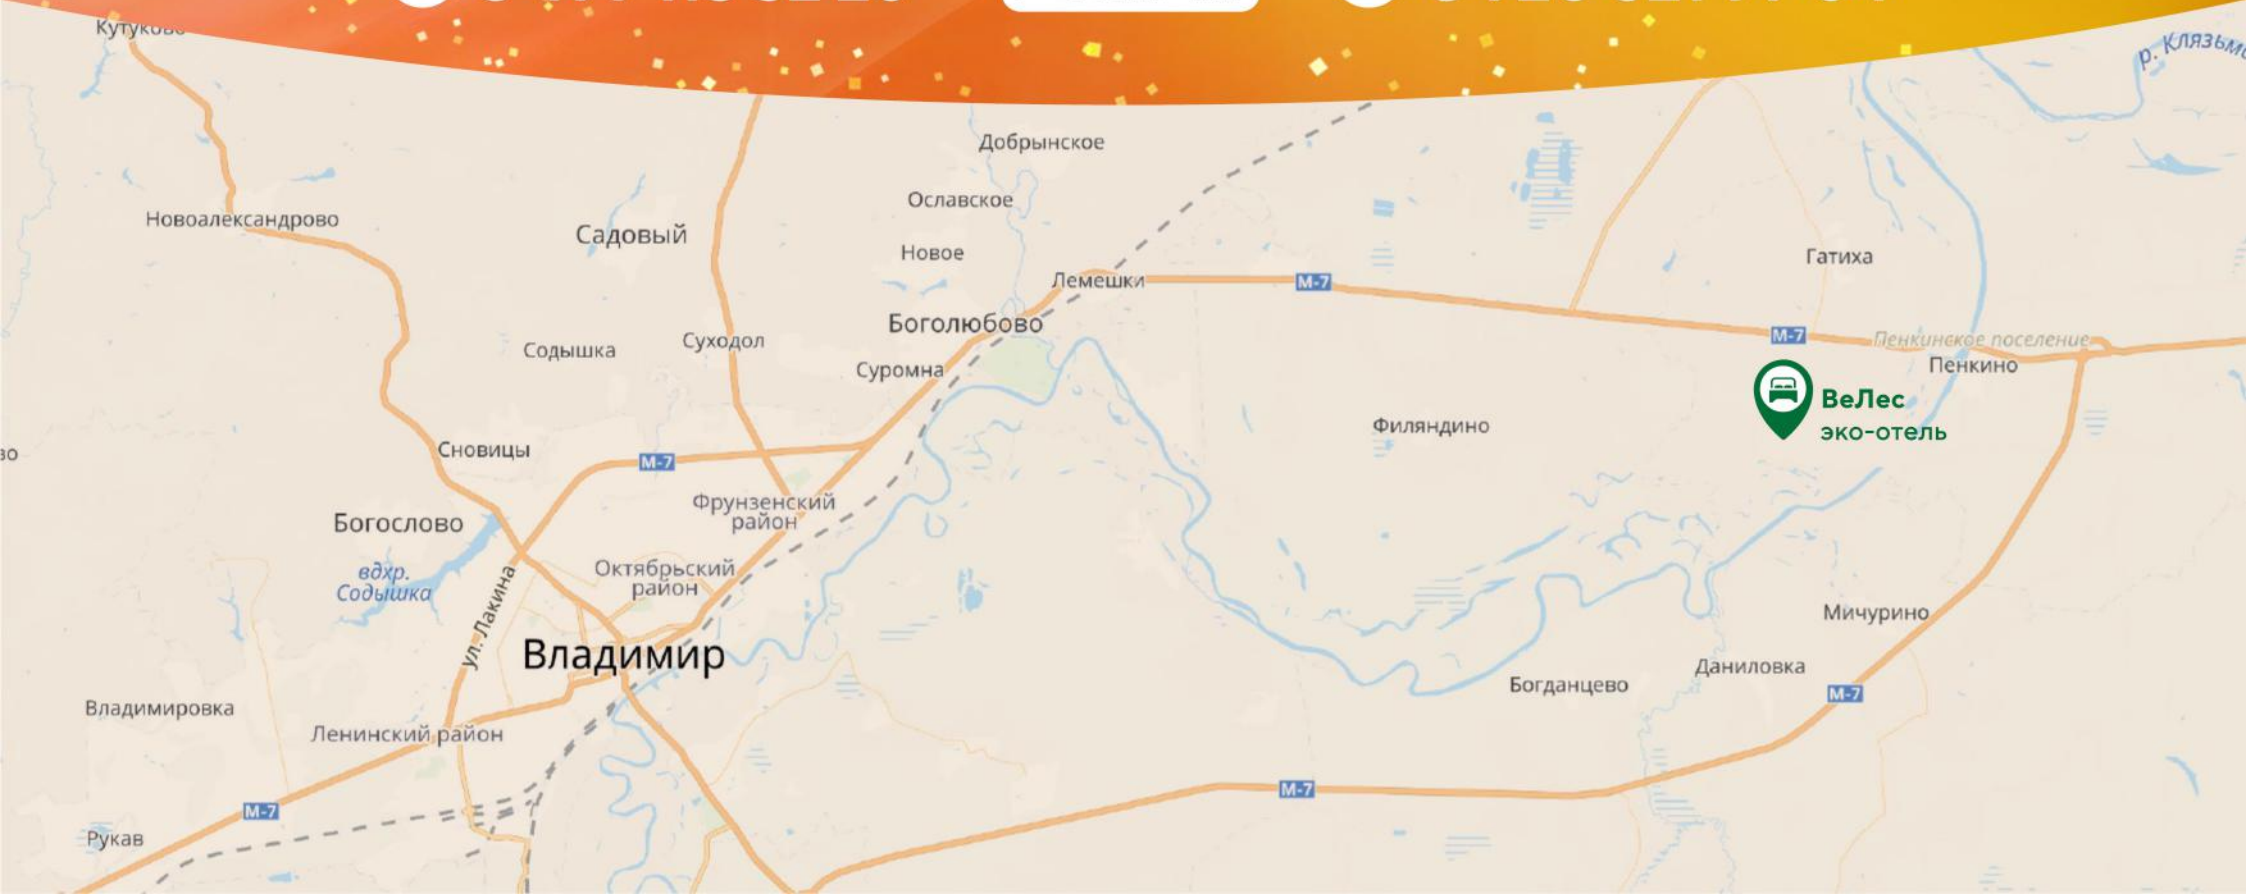 Кутуково
р. Клязьма
Добрынское
Ославское
Новоалександрово
Садовый
Новое
Гатиха
Лемешки
М-7
Боголюбово
М-7
Пенкинское поселение
Суходол
Содышка
Суромна
Пенкино
ВеЛес
эко-отель
Филяндино
Сновицы
М-7
Фрунзенский
район
Богослово
вдхр.
Содышка
Октябрьский
район
ул. Лакина
Мичурино
Владимир
Даниловка
Богданцево
М-7
Владимировка
Ленинский район
М-7
М-7
Рукав